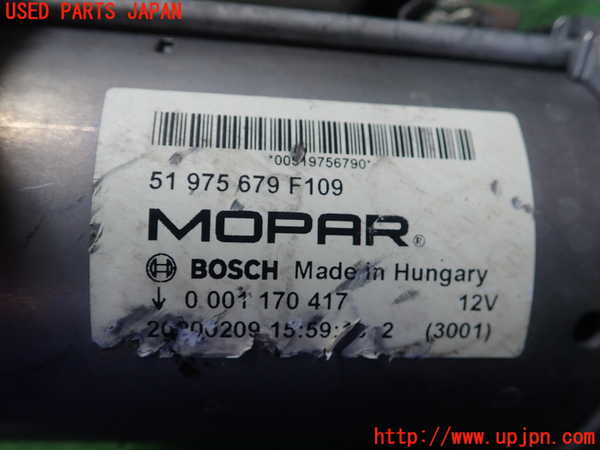 USED PARTS JAPAN
*00519756790*
51 975 679 F109
MOPAR®
BOSCH Made in Hungary
↓ 0 001 170 417 12V
(3001)
http://www.upjpn.com/